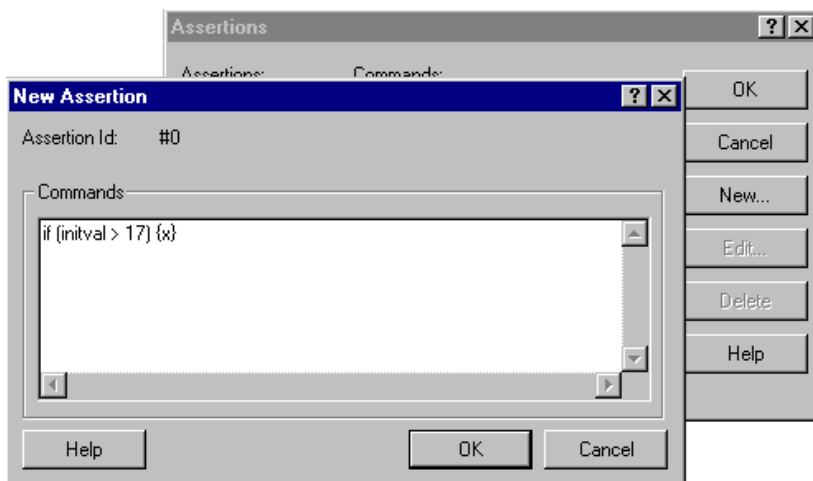 Assertions
Assertions: Commands:
OK
Cancel
New...
Edit...
Delete
Help
New Assertion
Assertion Id: #0
Commands
if (initval > 17) {x}
Help OK Cancel